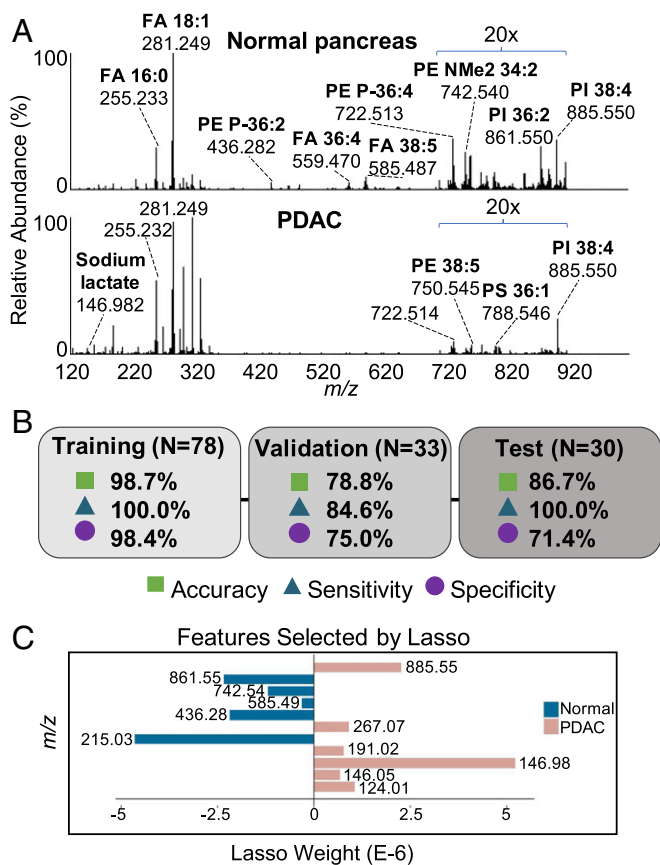 A
Normal pancreas
FA 18:1
281.249
FA 16:0
255.233
PE P-36:2
436.282
FA 36:4
559.470
FA 38:5
585.487
PE P-36:4
722.513
PE NMe2 34:2
742.540
20x
PI 36:2
861.550
PI 38:4
885.550
100
0
Relative Abundance (%)
PDAC
281.249
255.232
Sodium
lactate
146.982
20x
722.514
PE 38:5
750.545
PS 36:1
788.546
PI 38:4
885.550
100
0
120 220 320 420 520 620 720 820 920
m/z
B
Training (N=78)
98.7%
100.0%
98.4%
Validation (N=33)
78.8%
84.6%
75.0%
Test (N=30)
86.7%
100.0%
71.4%
Accuracy Sensitivity Specificity
C
Features Selected by Lasso
m/z
885.55
861.55
742.54
585.49
436.28
267.07
215.03
191.02
146.98
146.05
124.01
Normal
PDAC
-5 -2.5 0 2.5 5
Lasso Weight (E-6)